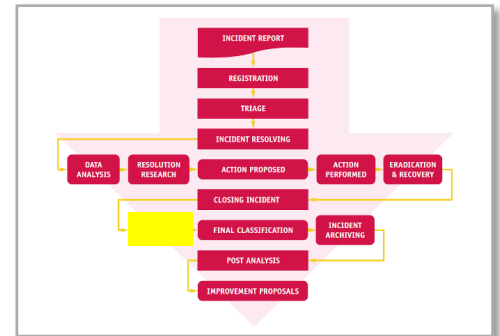 INCIDENT REPORT
REGISTRATION
TRIAGE
INCIDENT RESOLVING
DATA
ANALYSIS
RESOLUTION
RESEARCH
ACTION PROPOSED
ACTION
PERFORMED
ERADICATION
& RECOVERY
CLOSING INCIDENT
FINAL CLASSIFICATION
INCIDENT
ARCHIVING
POST ANALYSIS
IMPROVEMENT PROPOSALS